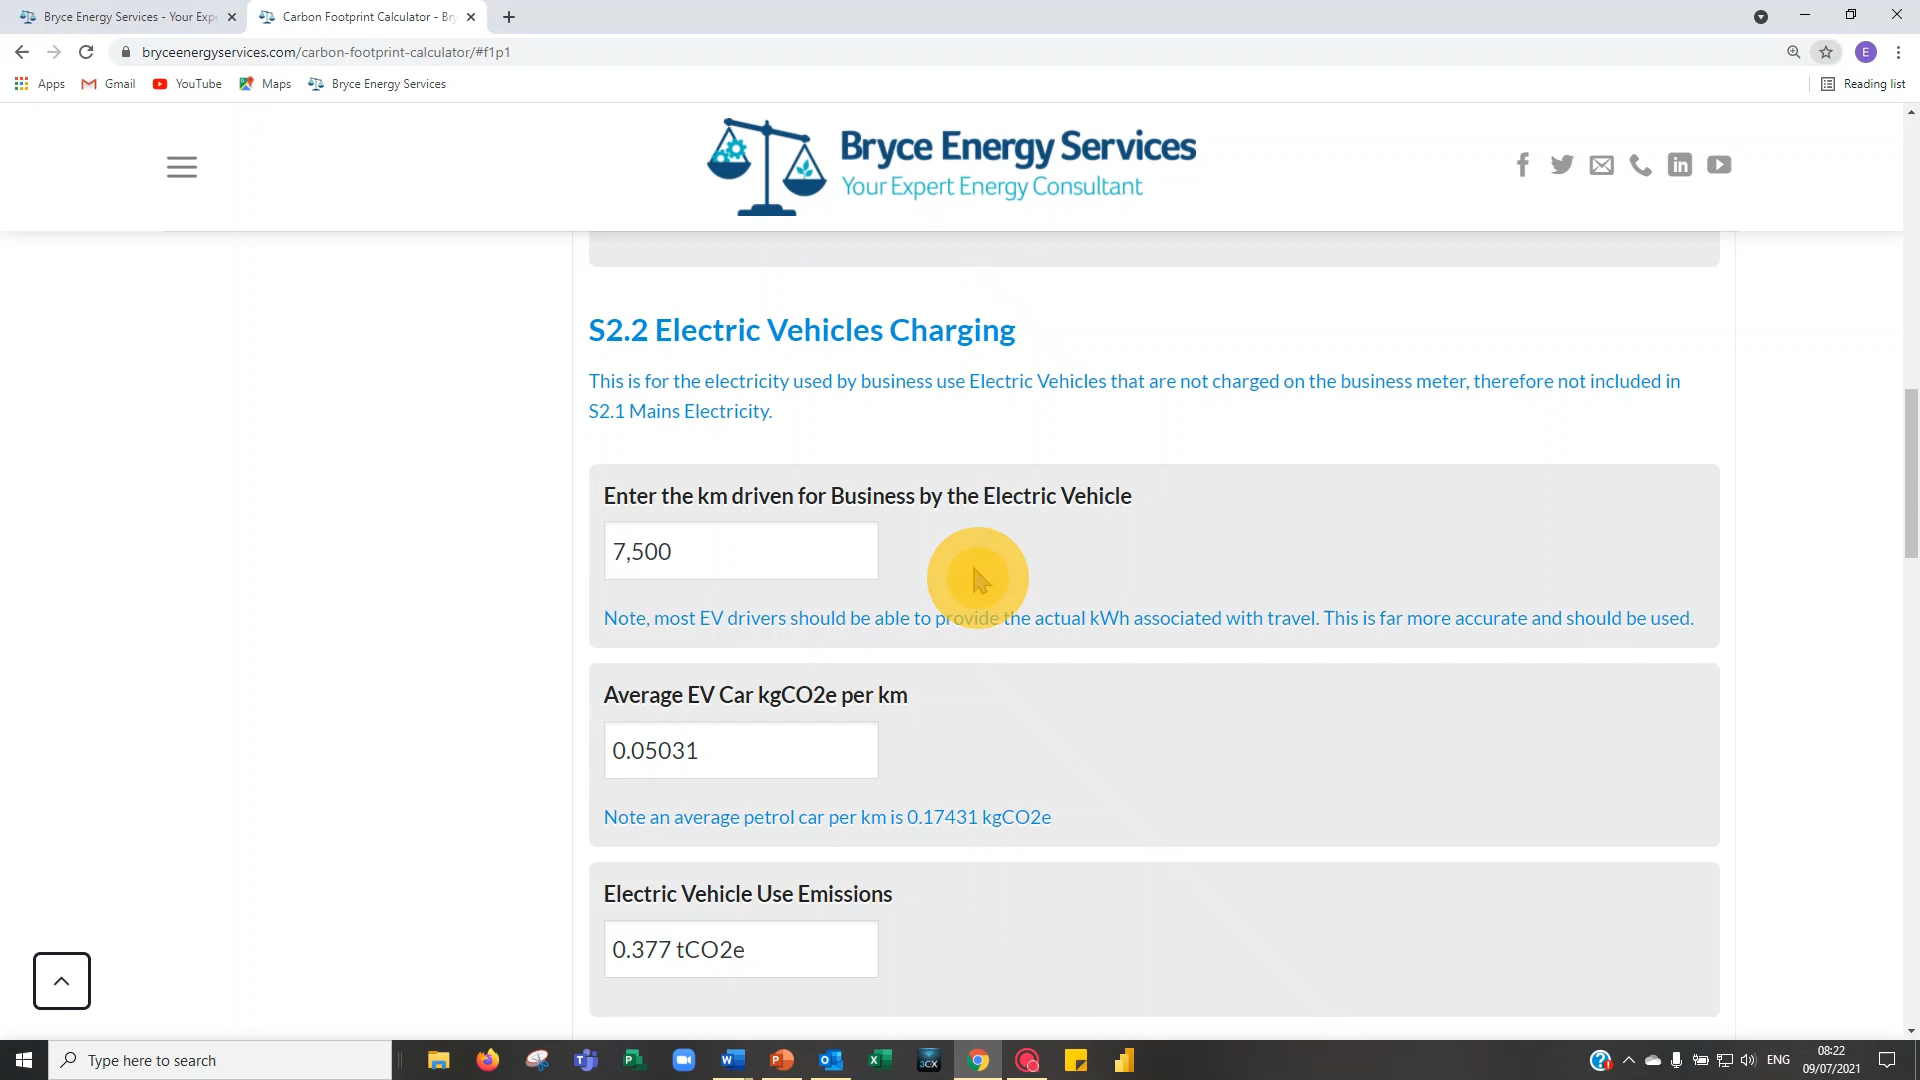 Bryce Energy Services - Your Exp
Carbon Footprint Calculator - Br
bryceenergyservices.com/carbon-footprint-calculator/#f1p1
E
Apps
Gmail
YouTube
Maps
Bryce Energy Services
Reading list
Bryce Energy Services
Your Expert Energy Consultant
S2.2 Electric Vehicles Charging
This is for the electricity used by business use Electric Vehicles that are not charged on the business meter, therefore not included in
S2.1 Mains Electricity.
Enter the km driven for Business by the Electric Vehicle
7,500
Note, most EV drivers should be able to provide the actual kWh associated with travel. This is far more accurate and should be used.
Average EV Car kgCO2e per km
0.05031
Note an average petrol car per km is 0.17431 kgCO2e
Electric Vehicle Use Emissions
0.377 tCO2e
Type here to search
3CX
ENG
08:22
09/07/2021